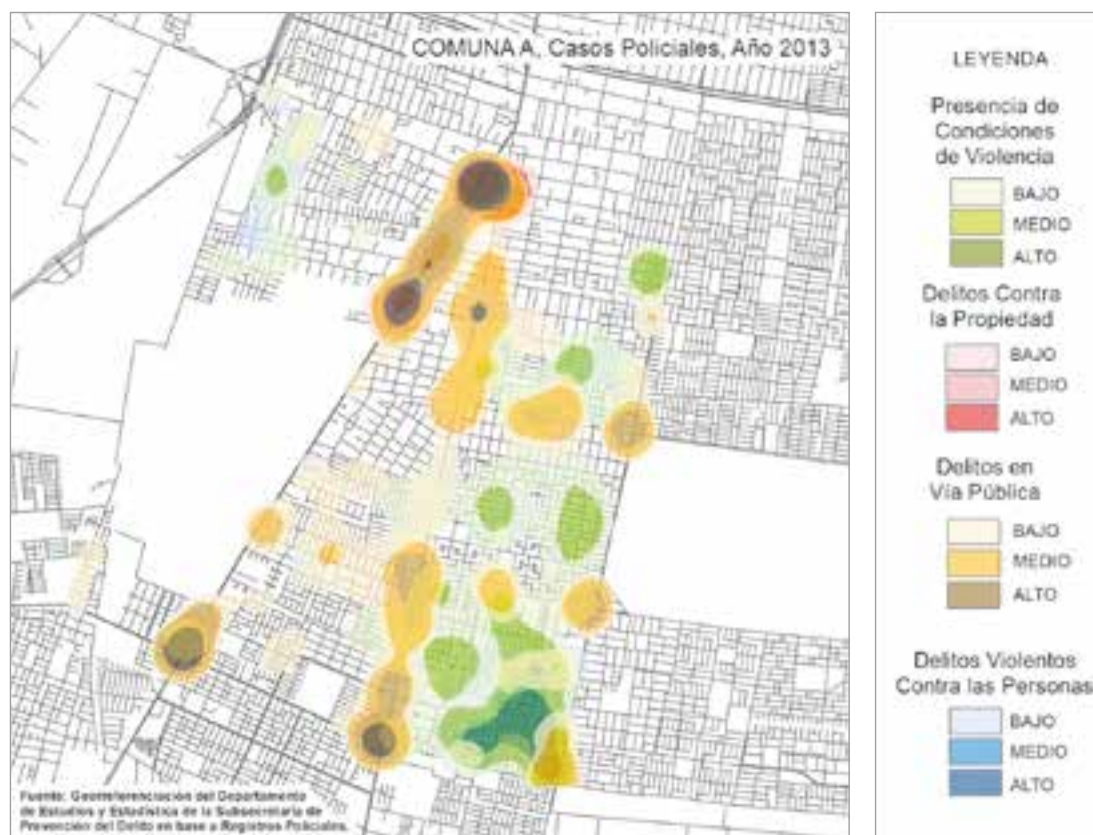 COMUNA A. Casos Policiales, Año 2013
Fuente: Georreferenciación del Departamento
de Estudios y Estadística de la Subsecretaría de
Prevención del Delito en base a Registros Policiales.
LEYENDA
Presencia de
Condiciones
de Violencia
BAJO
MEDIO
ALTO
Delitos Contra
la Propiedad
BAJO
MEDIO
ALTO
Delitos en
Vía Pública
BAJO
MEDIO
ALTO
Delitos Violentos
Contra las Personas
BAJO
MEDIO
ALTO